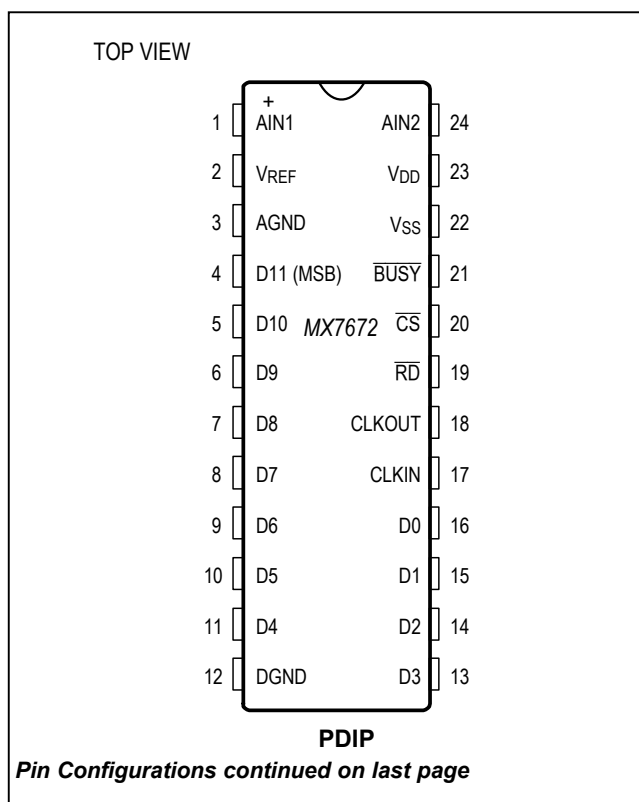 TOP VIEW
+
1 AIN1 AIN2 24
2 VREF VDD 23
3 AGND VSS 22
4 D11 (MSB) BUSY 21
5 D10 MX7672 CS 20
6 D9 RD 19
7 D8 CLKOUT 18
8 D7 CLKIN 17
9 D6 D0 16
10 D5 D1 15
11 D4 D2 14
12 DGND D3 13
PDIP
Pin Configurations continued on last page